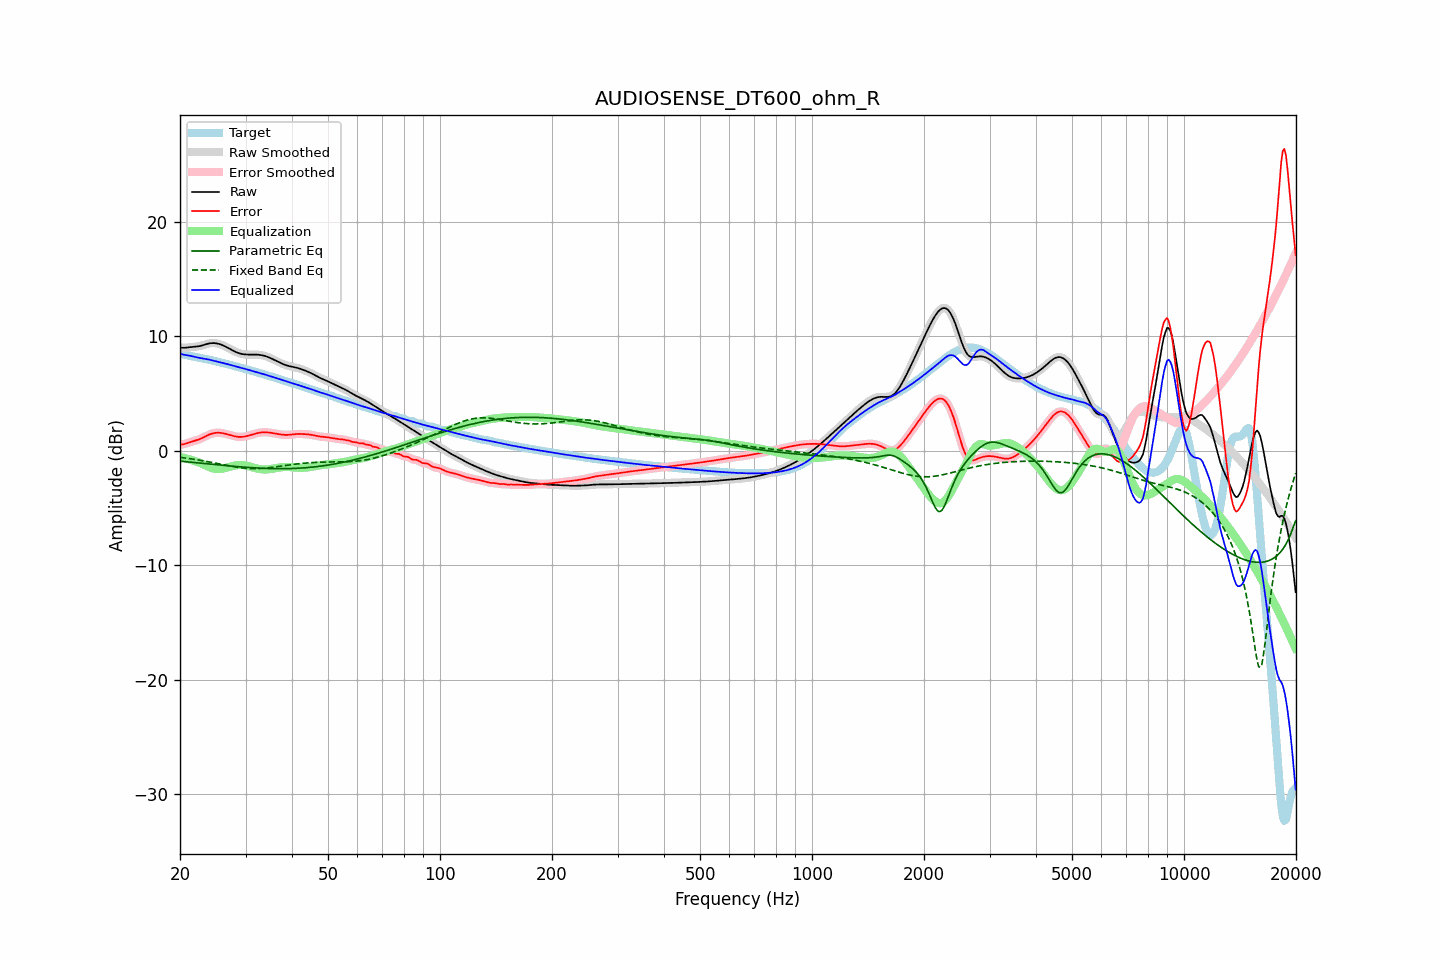 AUDIOSENSE_DT600_ohm_R
Target
Raw Smoothed
Error Smoothed
Raw
Error
Equalization
Parametric Eq
Fixed Band Eq
Equalized
20
10
0
−10
−20
−30
Amplitude (dBr)
20
50
100
200
500
1000
2000
5000
10000
20000
Frequency (Hz)